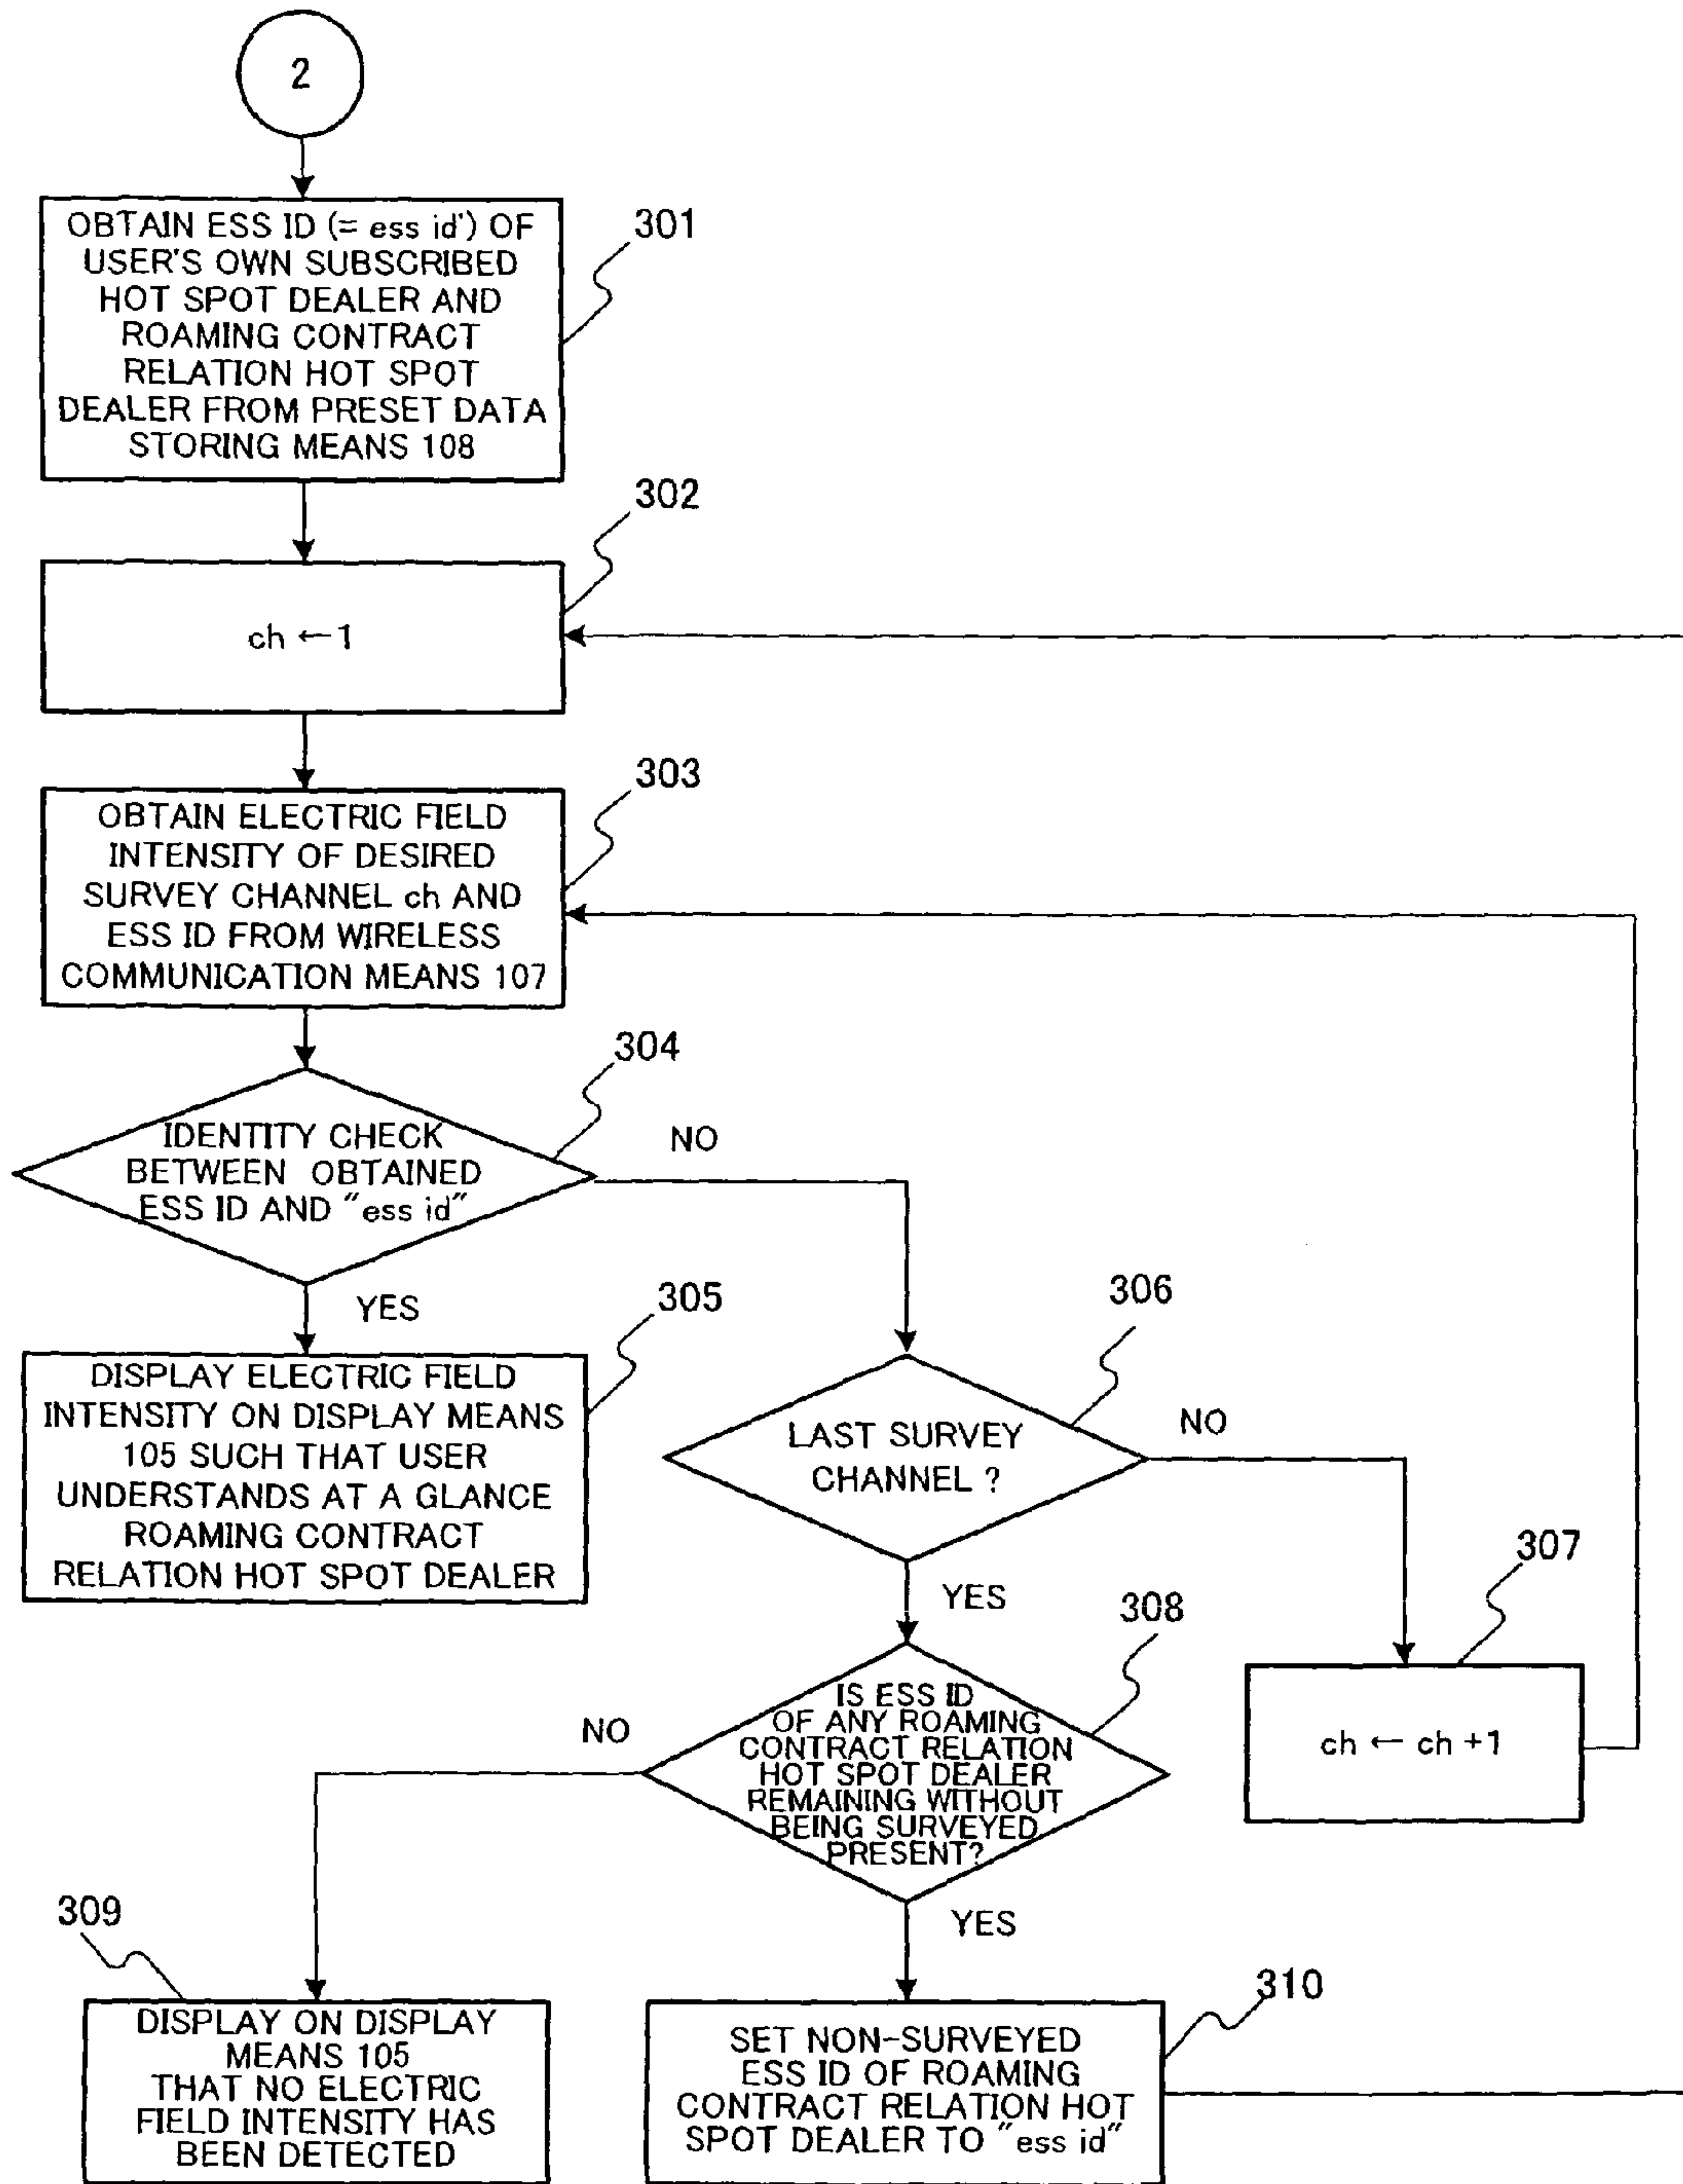 2
OBTAIN ESS ID (= ess id') OF
USER'S OWN SUBSCRIBED
HOT SPOT DEALER AND
ROAMING CONTRACT
RELATION HOT SPOT
DEALER FROM PRESET DATA
STORING MEANS 108
301
302
ch ← 1
303
OBTAIN ELECTRIC FIELD
INTENSITY OF DESIRED
SURVEY CHANNEL ch AND
ESS ID FROM WIRELESS
COMMUNICATION MEANS 107
304
IDENTITY CHECK
BETWEEN OBTAINED
ESS ID AND "ess id"
NO
YES
305
DISPLAY ELECTRIC FIELD
INTENSITY ON DISPLAY MEANS
105 SUCH THAT USER
UNDERSTANDS AT A GLANCE
ROAMING CONTRACT
RELATION HOT SPOT DEALER
306
LAST SURVEY
CHANNEL ?
NO
YES
307
ch ← ch +1
308
IS ESS ID
OF ANY ROAMING
CONTRACT RELATION
HOT SPOT DEALER
REMAINING WITHOUT
BEING SURVEYED
PRESENT?
NO
YES
309
DISPLAY ON DISPLAY
MEANS 105
THAT NO ELECTRIC
FIELD INTENSITY HAS
BEEN DETECTED
310
SET NON-SURVEYED
ESS ID OF ROAMING
CONTRACT RELATION HOT
SPOT DEALER TO "ess id"